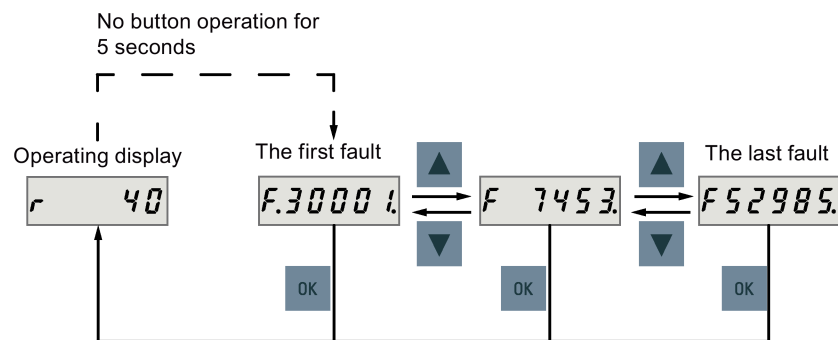 No button operation for
5 seconds
Operating display
The first fault
The last fault
r 40
F.30001.
F 7453.
F52985.
OK
OK
OK